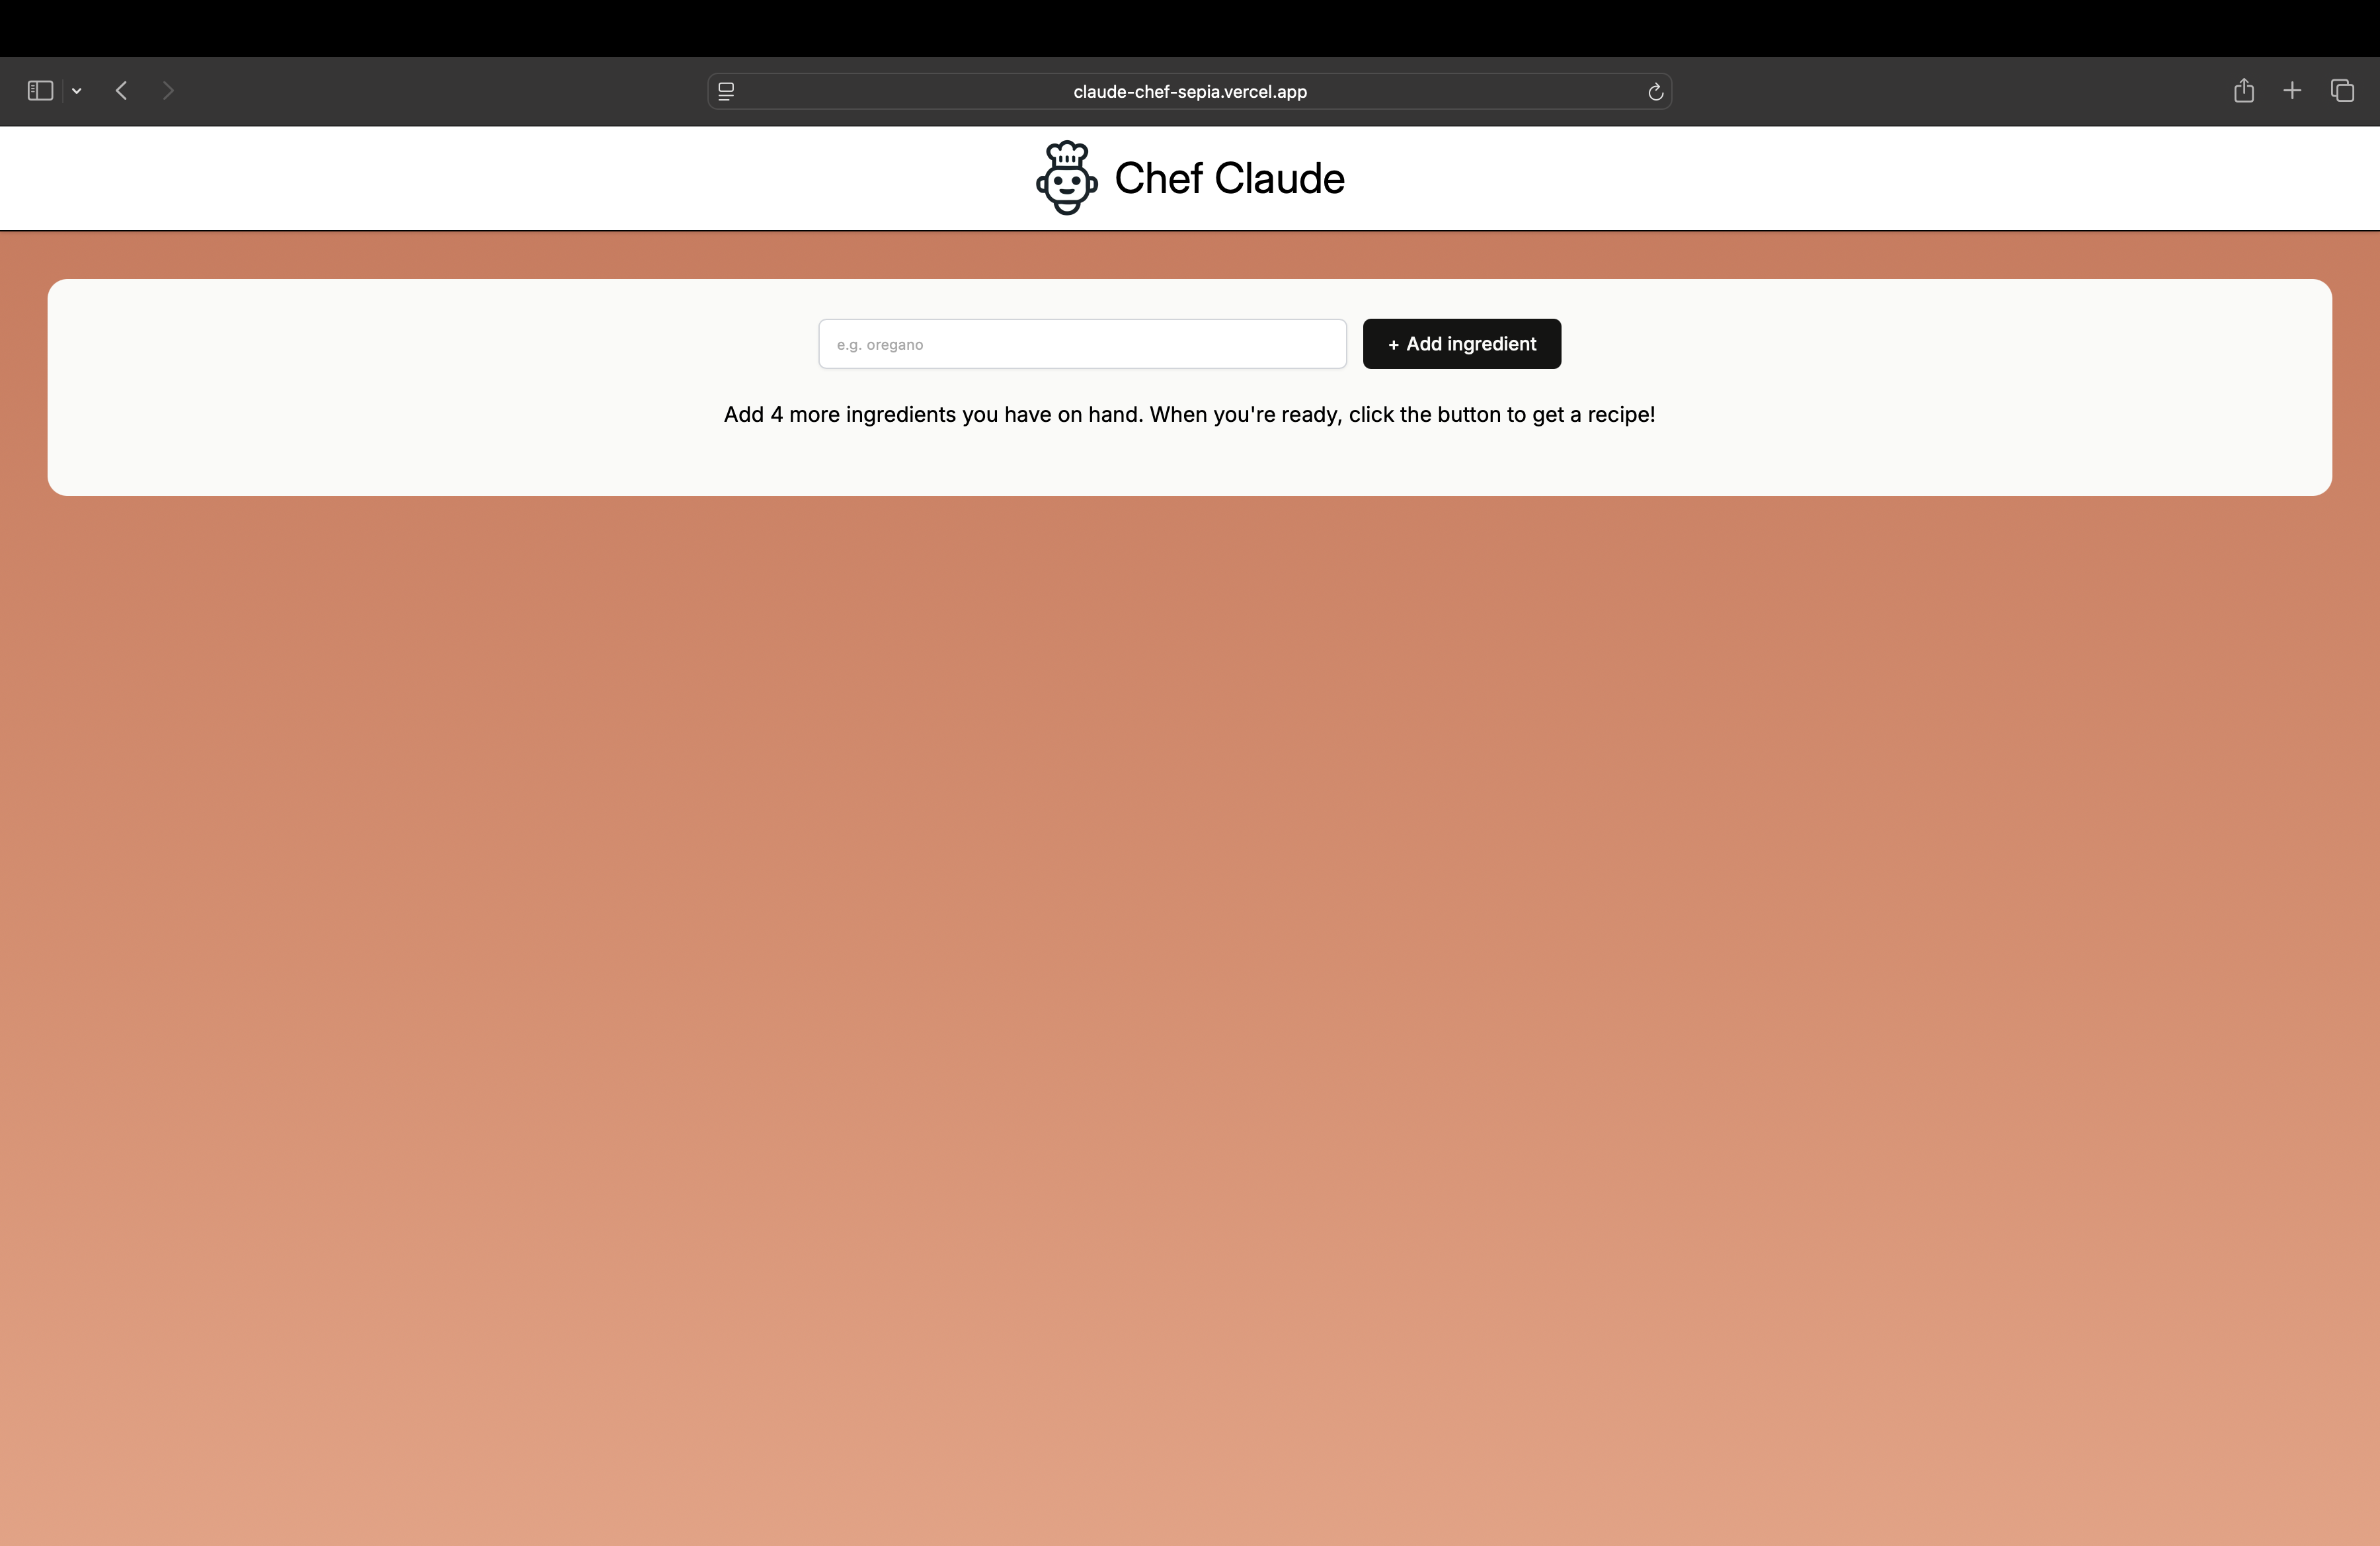 claude-chef-sepia.vercel.app
Chef Claude
e.g. oregano
+ Add ingredient
Add 4 more ingredients you have on hand. When you're ready, click the button to get a recipe!